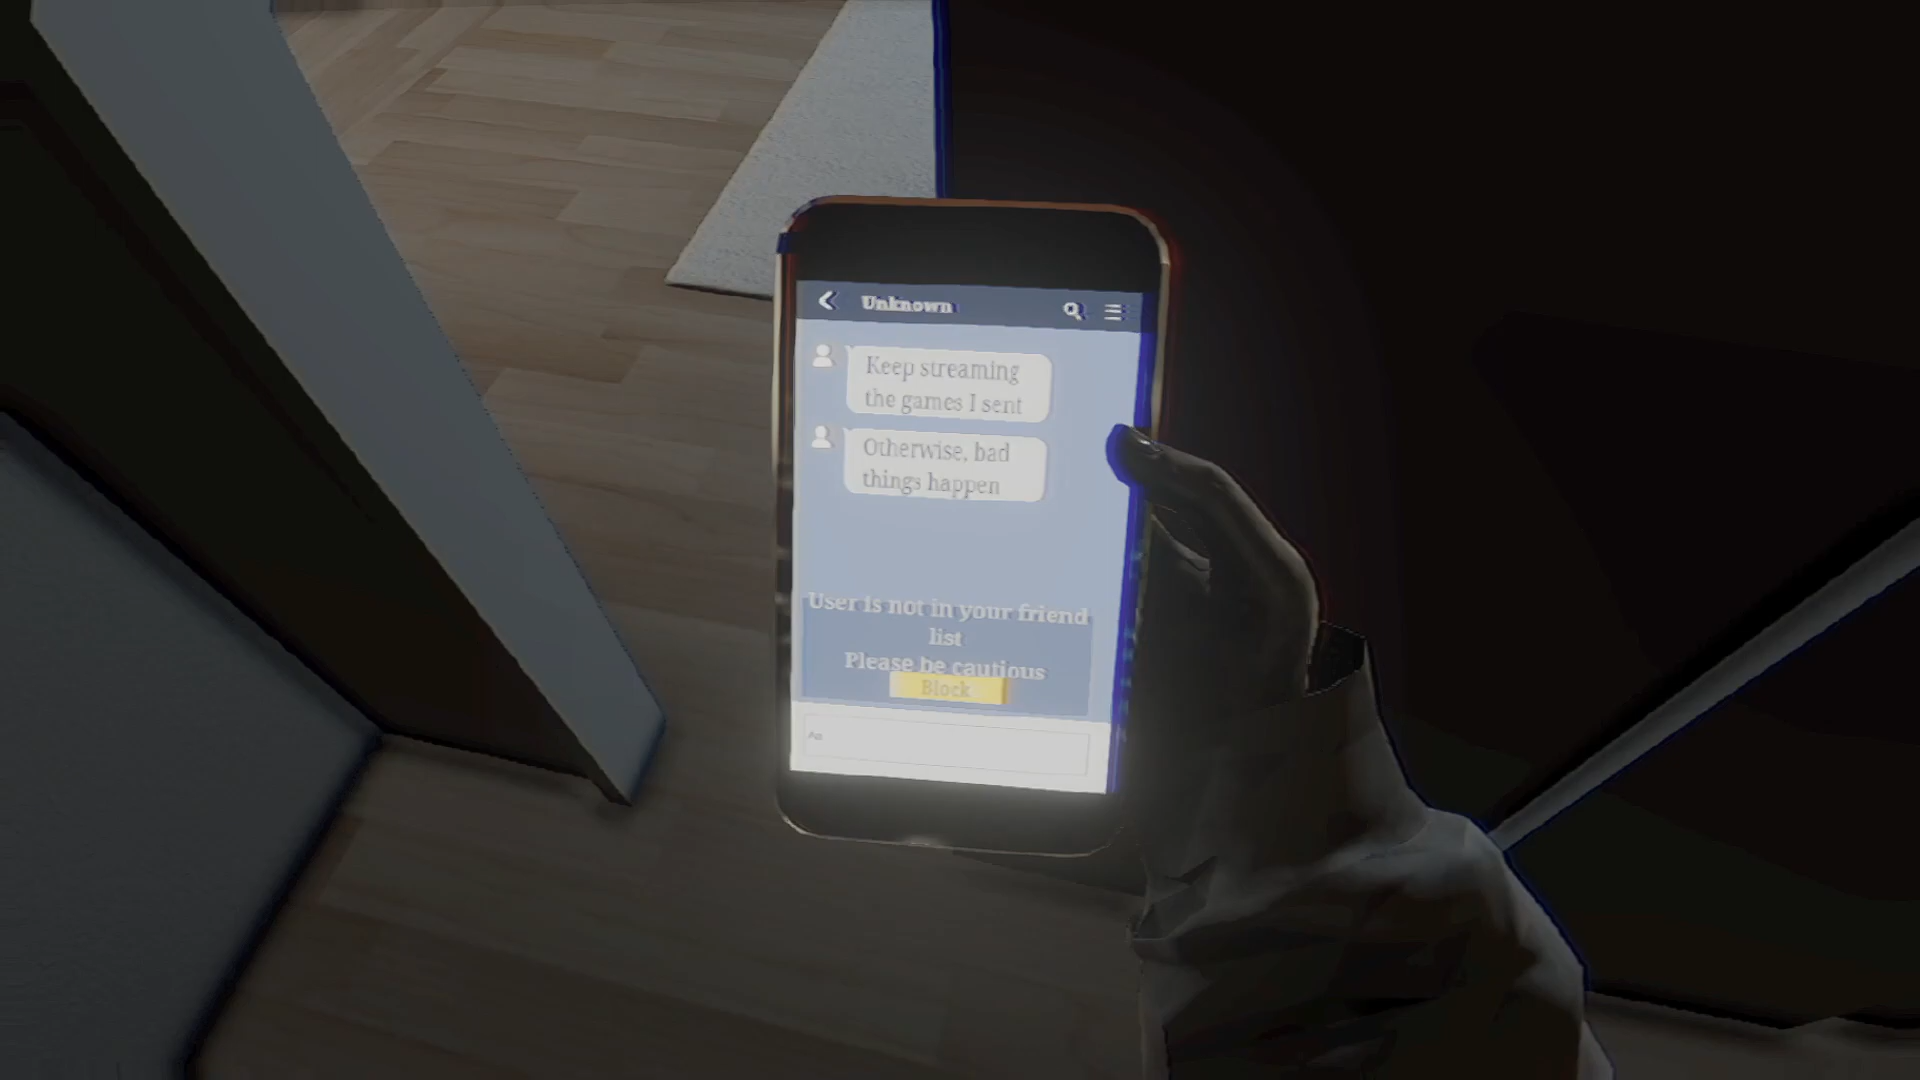 Unknown
Keep streaming
the games I sent
Otherwise, bad
things happen
User is not in your friend
list
Please be cautious
Block
Aa